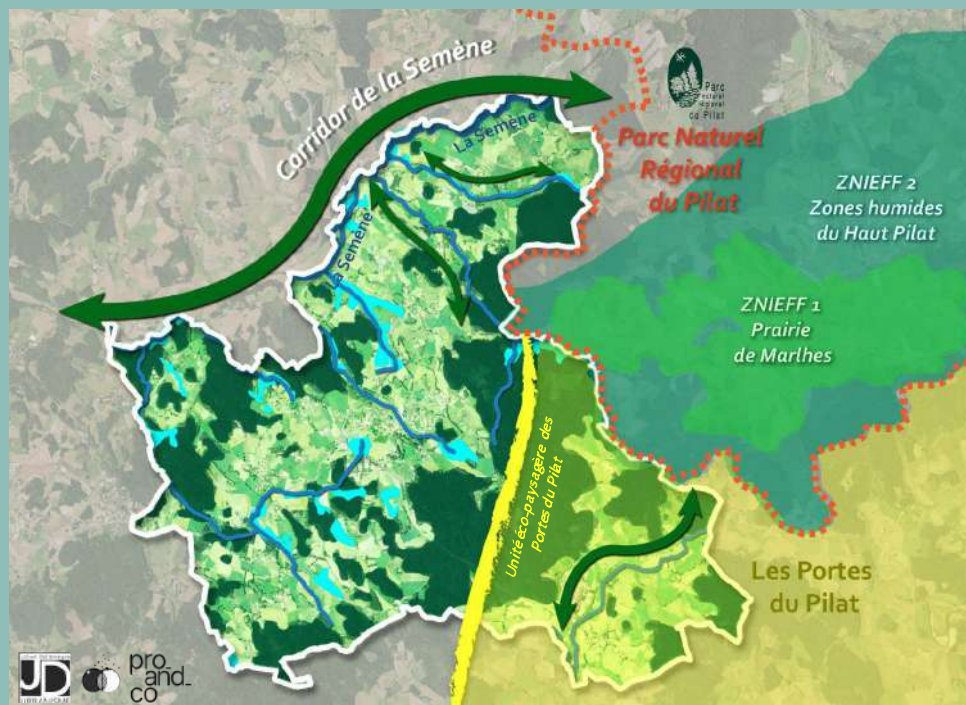 Corridor de la Semène
La Semène
La Semène
Parc
naturel
régional
du Pilat
Parc Naturel
Régional
du Pilat
ZNIEFF 2
Zones humides
du Haut Pilat
ZNIEFF 1
Prairie
de Marlhes
Unité éco-paysagère des
Portes du Pilat
Les Portes
du Pilat
JD
pro_
and_
co